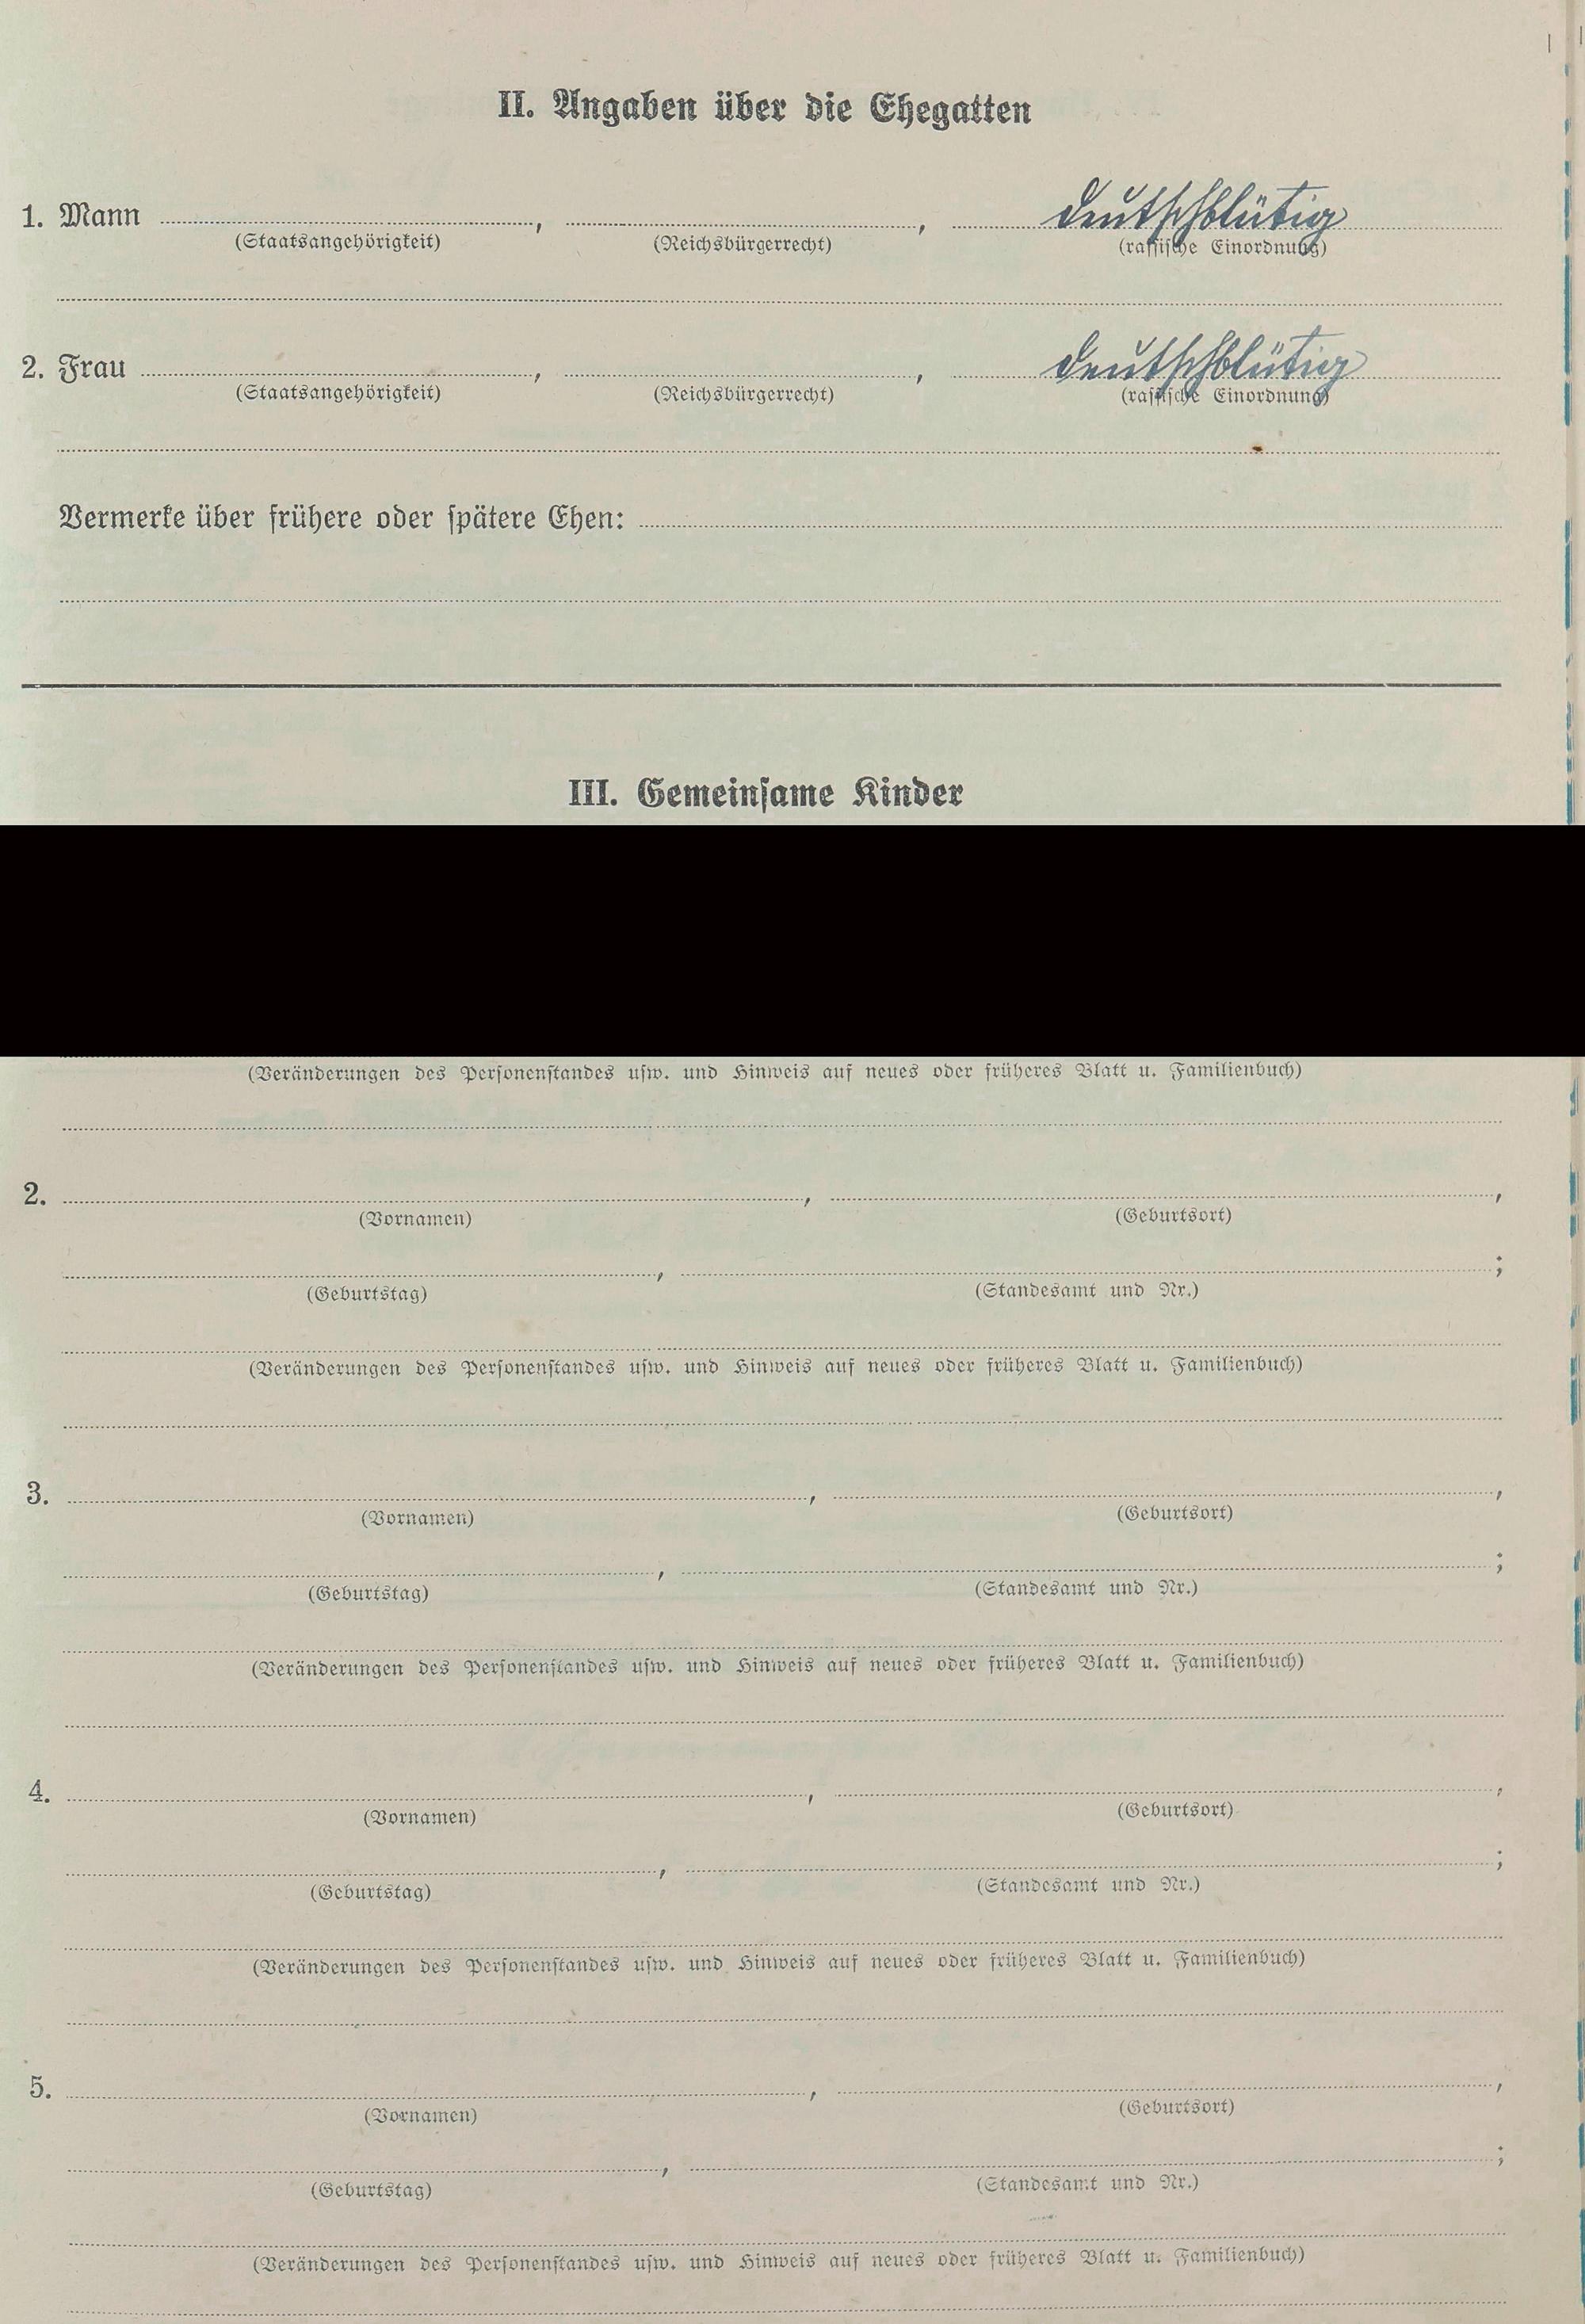 II. Angaben über die Ehegatten
deutschblütig
1. Mann , ,
(Staatsangehörigkeit) (Reichsbürgerrecht) (rassische Einordnung)
deutschblütig
2. Frau , ,
(Staatsangehörigkeit) (Reichsbürgerrecht) (rassische Einordnung)
Vermerke über frühere oder spätere Ehen:
III. Gemeinsame Kinder
(Veränderungen des Personenstandes usw. und Hinweis auf neues oder früheres Blatt u. Familienbuch)
2. , ,
(Vornamen) (Geburtsort)
, ;
(Geburtstag) (Standesamt und Nr.)
(Veränderungen des Personenstandes usw. und Hinweis auf neues oder früheres Blatt u. Familienbuch)
3. , ,
(Vornamen) (Geburtsort)
, ;
(Geburtstag) (Standesamt und Nr.)
(Veränderungen des Personenstandes usw. und Hinweis auf neues oder früheres Blatt u. Familienbuch)
4. , ,
(Vornamen) (Geburtsort)
, ;
(Geburtstag) (Standesamt und Nr.)
(Veränderungen des Personenstandes usw. und Hinweis auf neues oder früheres Blatt u. Familienbuch)
5. , ,
(Vornamen) (Geburtsort)
, ;
(Geburtstag) (Standesamt und Nr.)
(Veränderungen des Personenstandes usw. und Hinweis auf neues oder früheres Blatt u. Familienbuch)